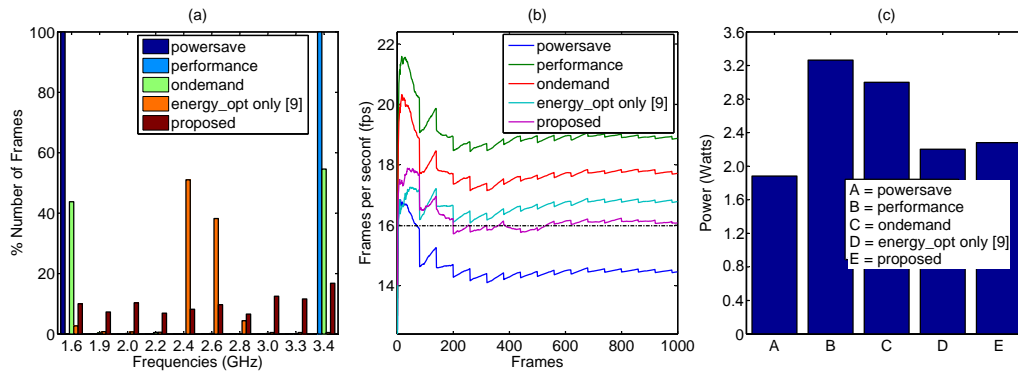 (a)
100
80
60
40
20
0
% Number of Frames
powersave
performance
ondemand
energy_opt only [9]
proposed
1.6 1.9 2.0 2.1 2.4 2.6 2.8 3.0 3.3 3.4
Frequencies (GHz)
(b)
22
20
18
16
14
Frames per seconf (fps)
powersave
performance
ondemand
energy_opt only [9]
proposed
0 200 400 600 800 1000
Frames
(c)
3.6
3.2
2.8
2.4
2.0
1.6
1.2
0.8
0.4
0
Power (Watts)
A = powersave
B = performance
C = ondemand
D = energy_opt only [9]
E = proposed
A B C D E